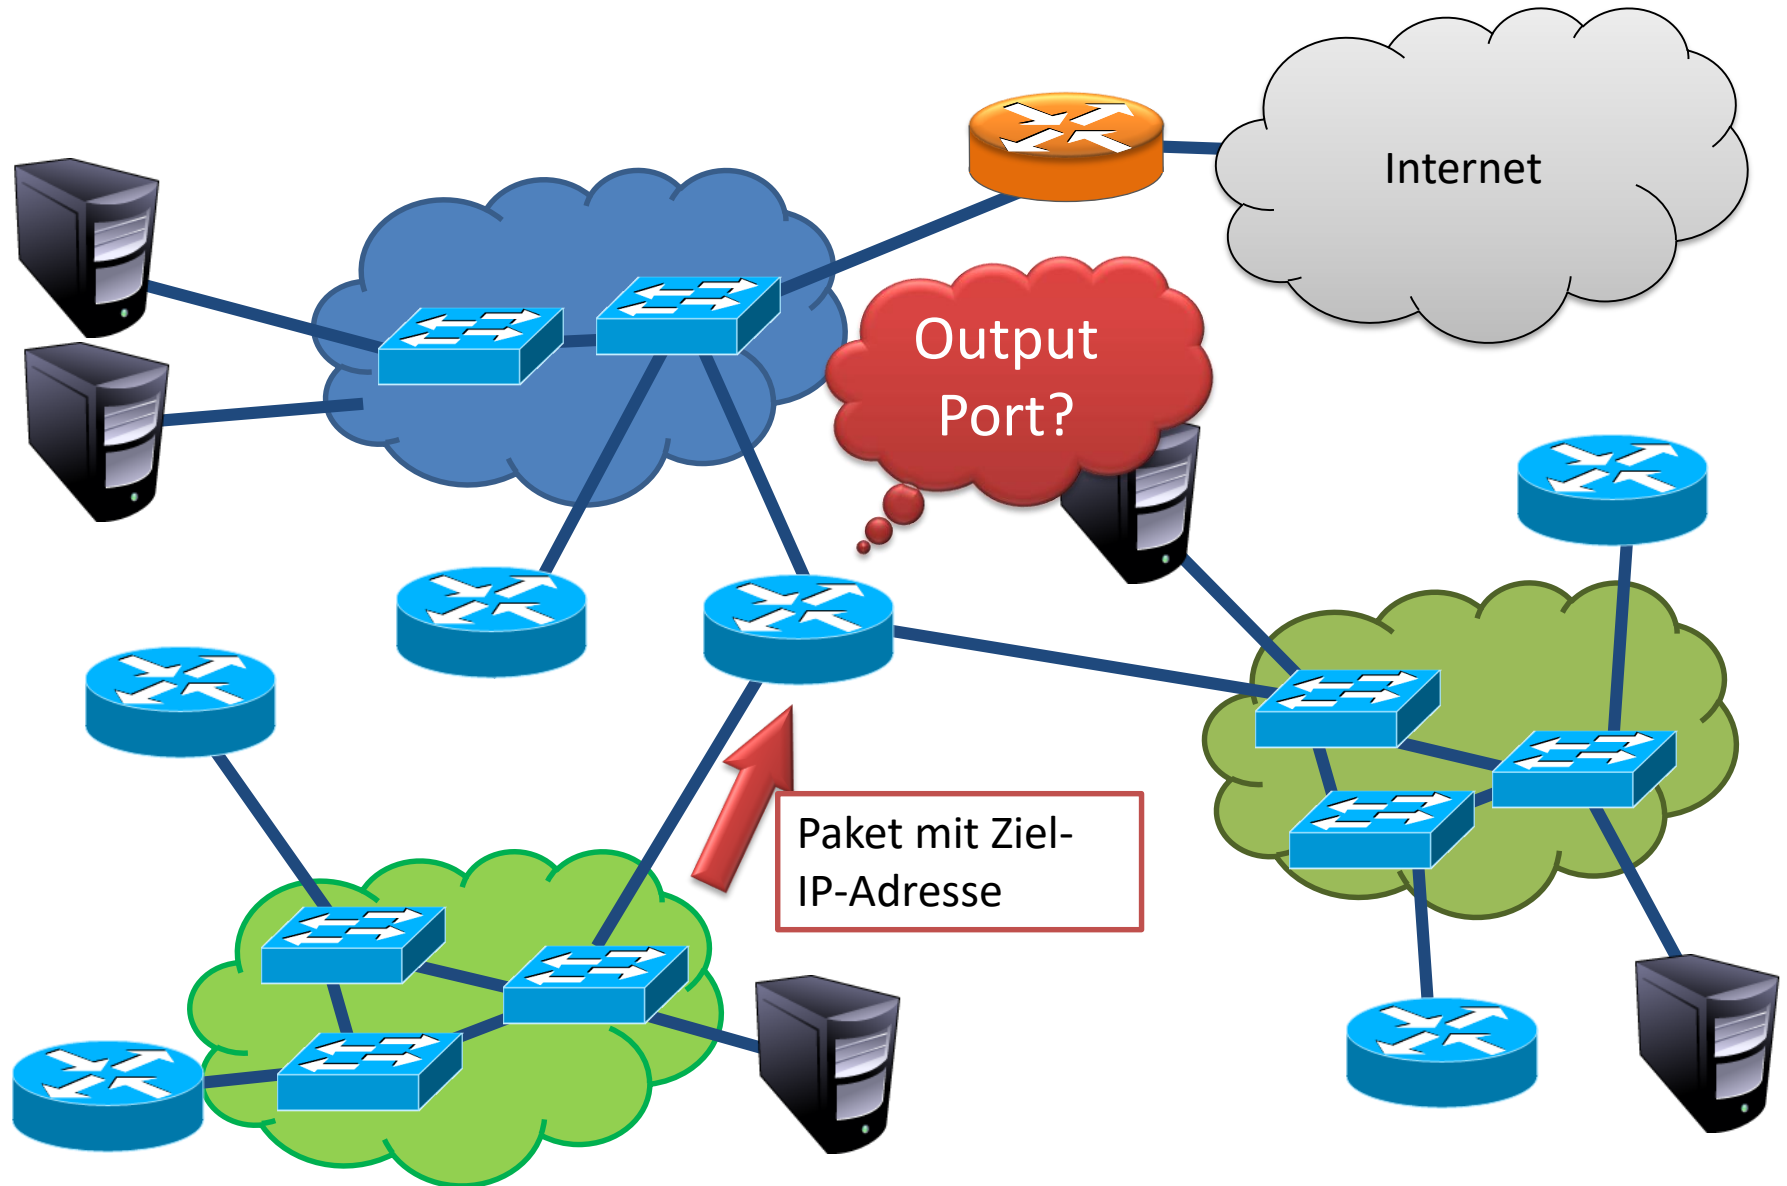 Internet
Output
Port?
Paket mit Ziel-
IP-Adresse